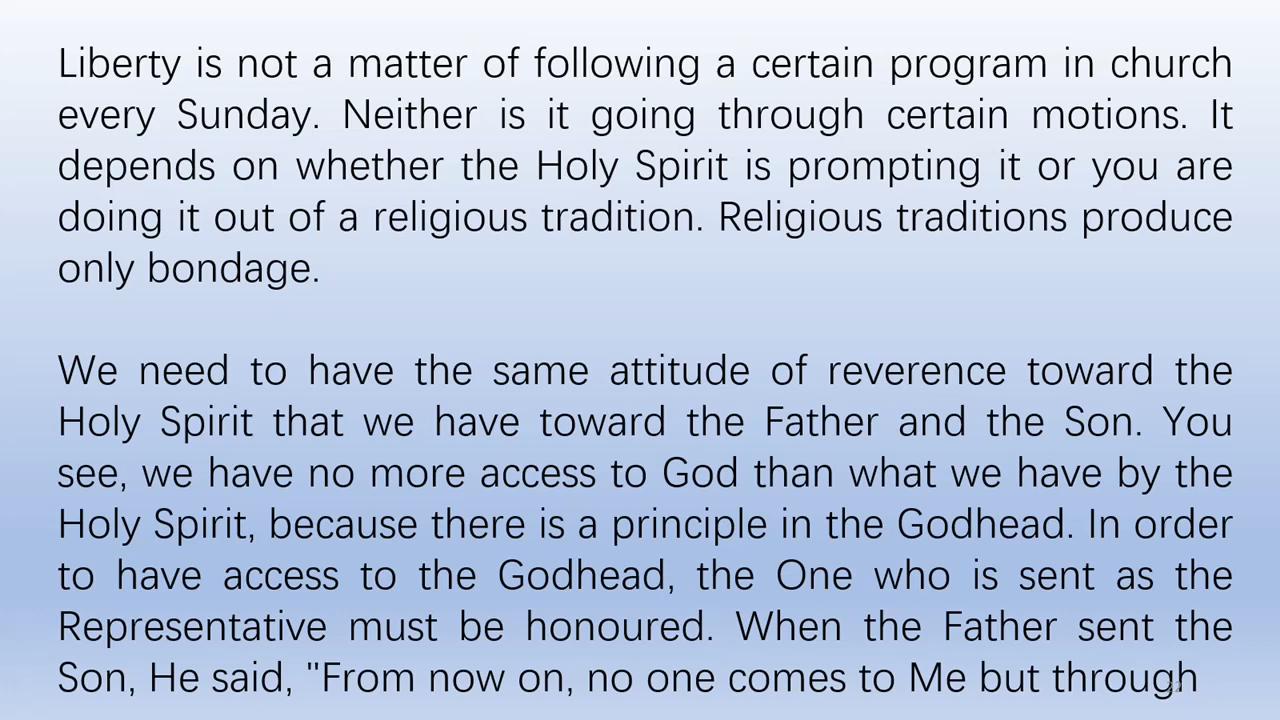 Liberty is not a matter of following a certain program in church
every Sunday. Neither is it going through certain motions. It
depends on whether the Holy Spirit is prompting it or you are
doing it out of a religious tradition. Religious traditions produce
only bondage.
We need to have the same attitude of reverence toward the
Holy Spirit that we have toward the Father and the Son. You
see, we have no more access to God than what we have by the
Holy Spirit, because there is a principle in the Godhead. In order
to have access to the Godhead, the One who is sent as the
Representative must be honoured. When the Father sent the
Son, He said, "From now on, no one comes to Me but through